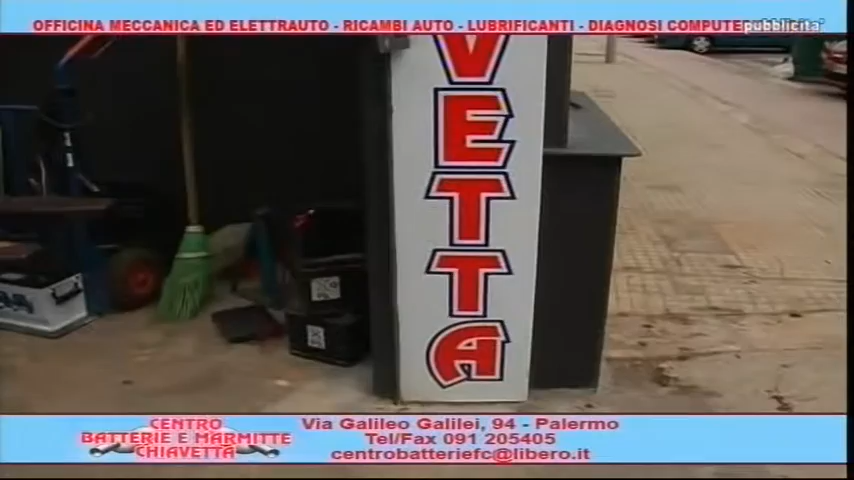 OFFICINA MECCANICA ED ELETTRAUTO - RICAMBI AUTO - LUBRIFICANTI - DIAGNOSI COMPUTE
pubblicita'
VETTA
CENTRO
BATTERIE E MARMITTE
CHIAVETTA
Via Galileo Galilei, 94 - Palermo
Tel/Fax 091 205405
centrobatteriefc@libero.it